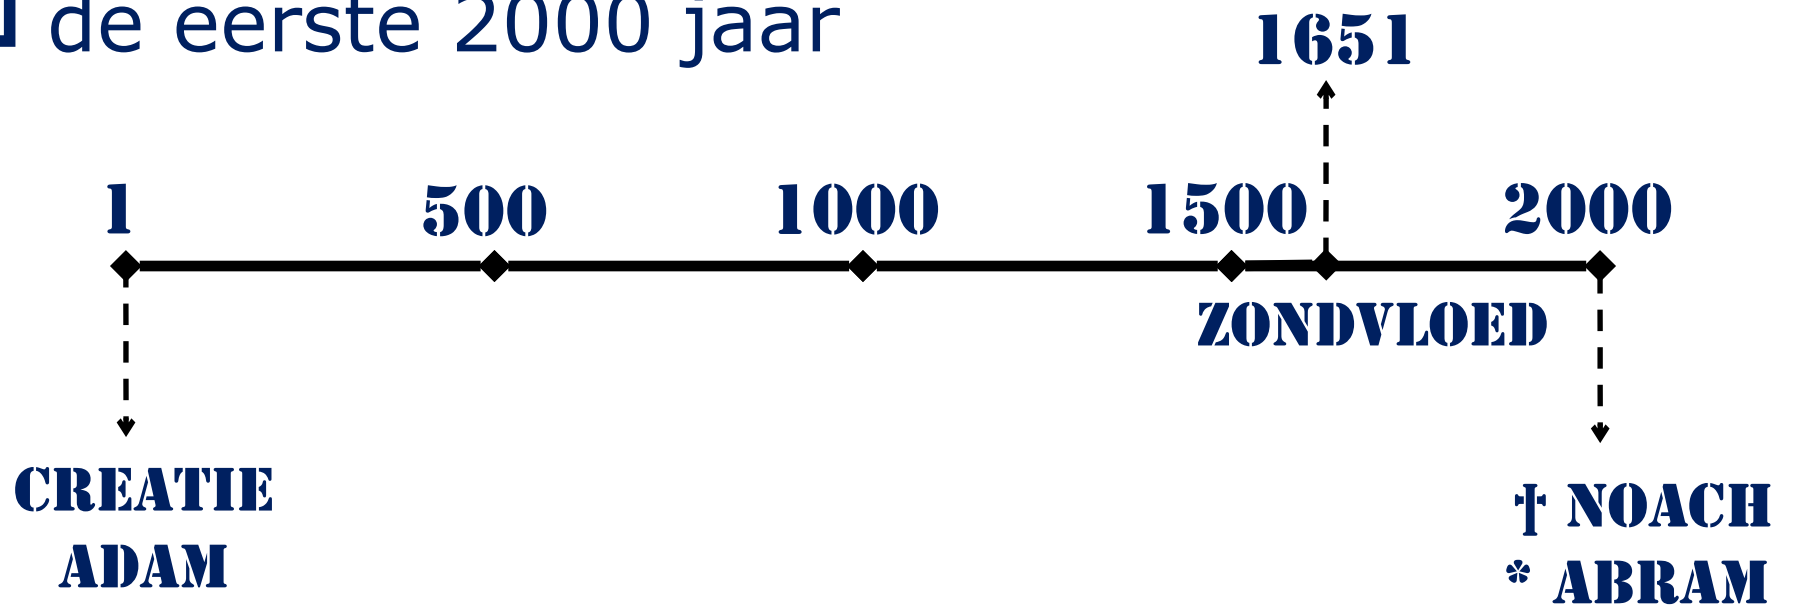 de eerste 2000 jaar
1651
1 500 1000 1500 2000
ZONDVLOED
CREATIE
ADAM
† NOACH
* ABRAM